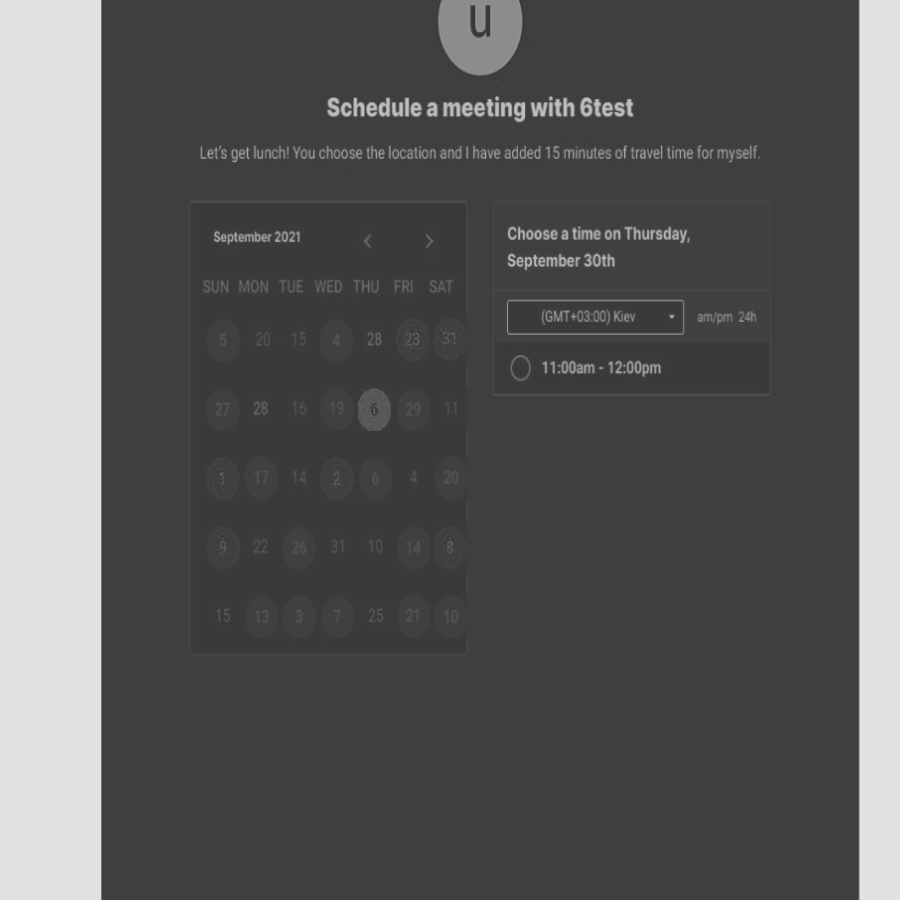 u
Schedule a meeting with 6test
Let's get lunch! You choose the location and I have added 15 minutes of travel time for myself.
September 2021
SUN MON TUE WED THU FRI SAT
5 20 15 4 28 23 31
27 28 16 19 6 29 11
1 17 14 2 6 4 20
9 22 26 31 10 14 8
15 13 3 7 25 21 10
Choose a time on Thursday,
September 30th
(GMT+03:00) Kiev am/pm 24h
11:00am - 12:00pm